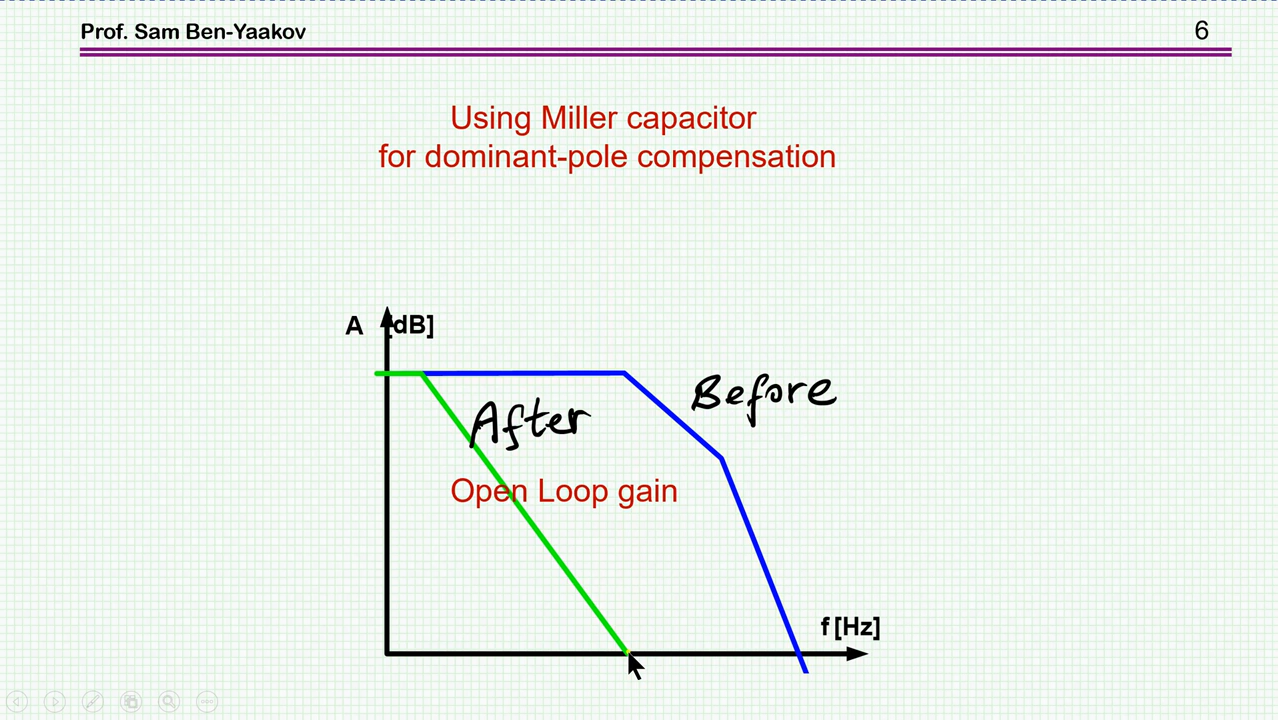 Prof. Sam Ben-Yaakov
6
Using Miller capacitor
for dominant-pole compensation
A [dB]
Before
After
Open Loop gain
f [Hz]